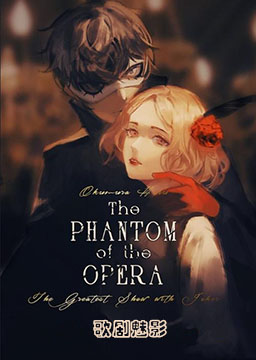 Okumura Haru
The
PHANTOM
of the
OPERA
The Greatest Show with Joker
歌剧魅影